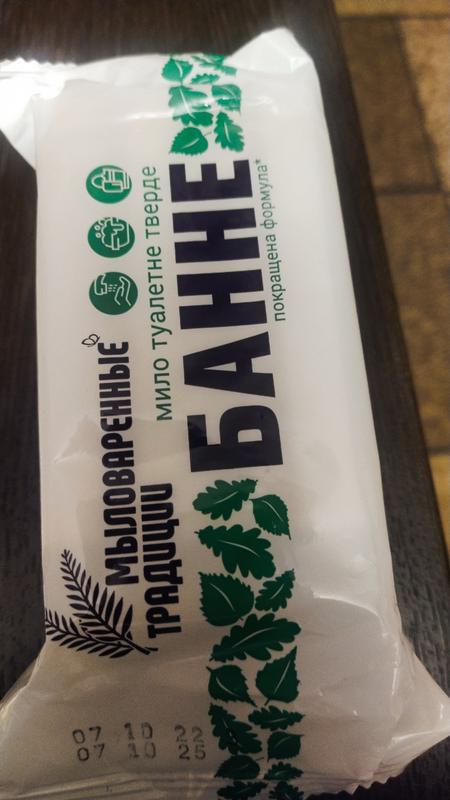 МЫЛОВАРЕННЫЕ
ТРАДИЦИИ
мило туалетне тверде
БАННЕ
покращена формула*
07 10 22
07 10 25